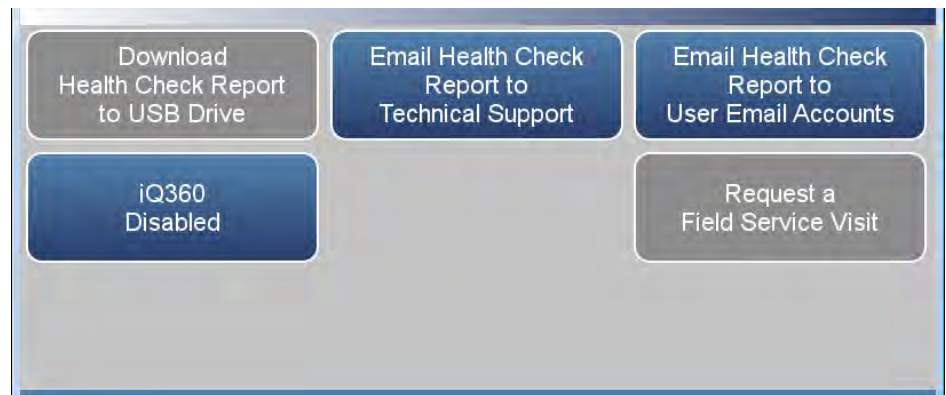 Download
Health Check Report
to USB Drive
Email Health Check
Report to
Technical Support
Email Health Check
Report to
User Email Accounts
iQ360
Disabled
Request a
Field Service Visit